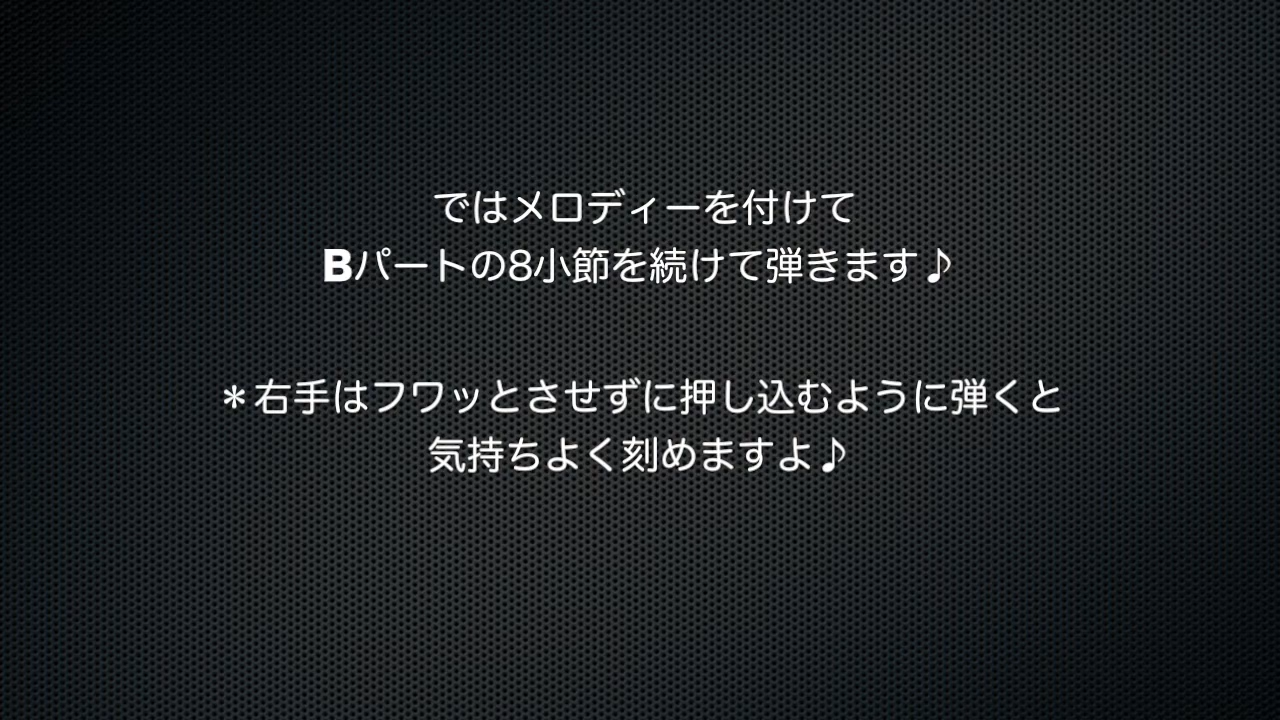 ではメロディーを付けて
Bパートの8小節を続けて弾きます♪
＊右手はフワッとさせずに押し込むように弾くと
気持ちよく刻めますよ♪